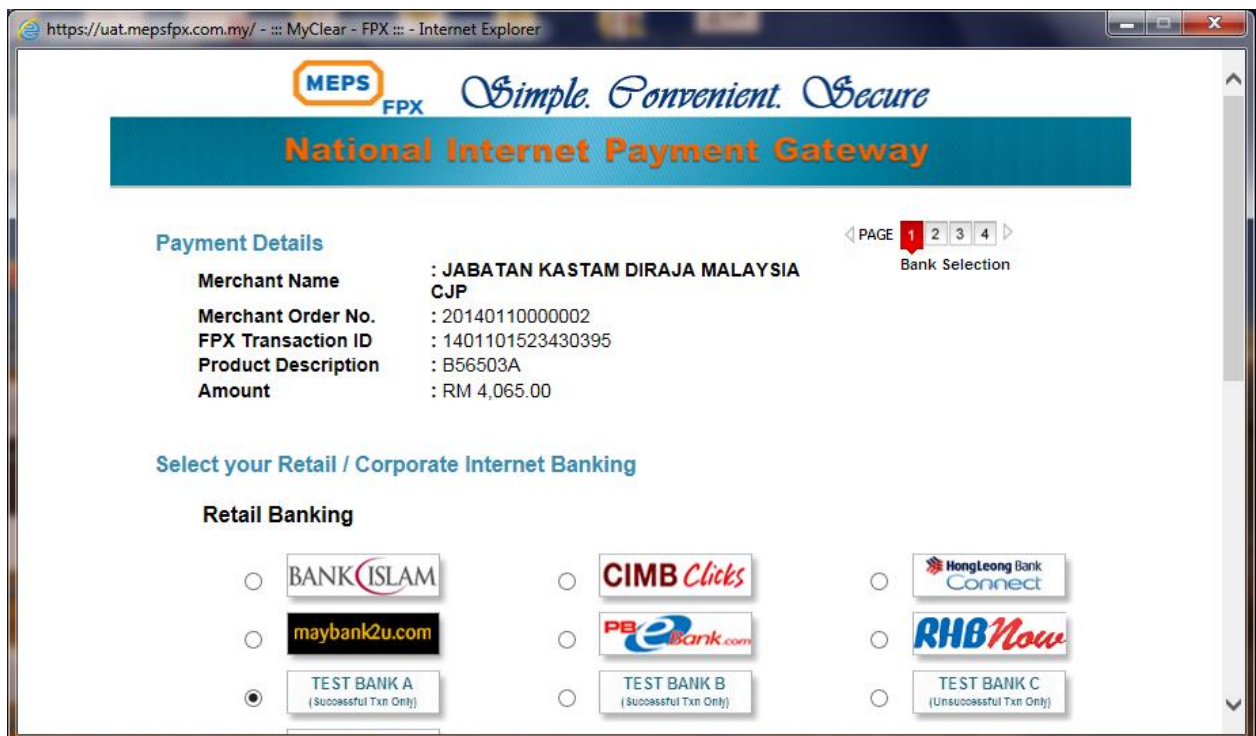 https://uat.mepsfpx.com.my/ - ::: MyClear - FPX ::: - Internet Explorer
MEPS
FPX
Simple. Convenient. Secure
National Internet Payment Gateway
Payment Details
PAGE 1 2 3 4
Bank Selection
Merchant Name : JABATAN KASTAM DIRAJA MALAYSIA
CJP
Merchant Order No. : 20140110000002
FPX Transaction ID : 1401101523430395
Product Description : B56503A
Amount : RM 4,065.00
Select your Retail / Corporate Internet Banking
Retail Banking
BANK ISLAM
CIMB Clicks
HongLeong Bank
Connect
maybank2u.com
PB eBank.com
RHB Now
TEST BANK A
(Successful Txn Only)
TEST BANK B
(Successful Txn Only)
TEST BANK C
(Unsuccessful Txn Only)